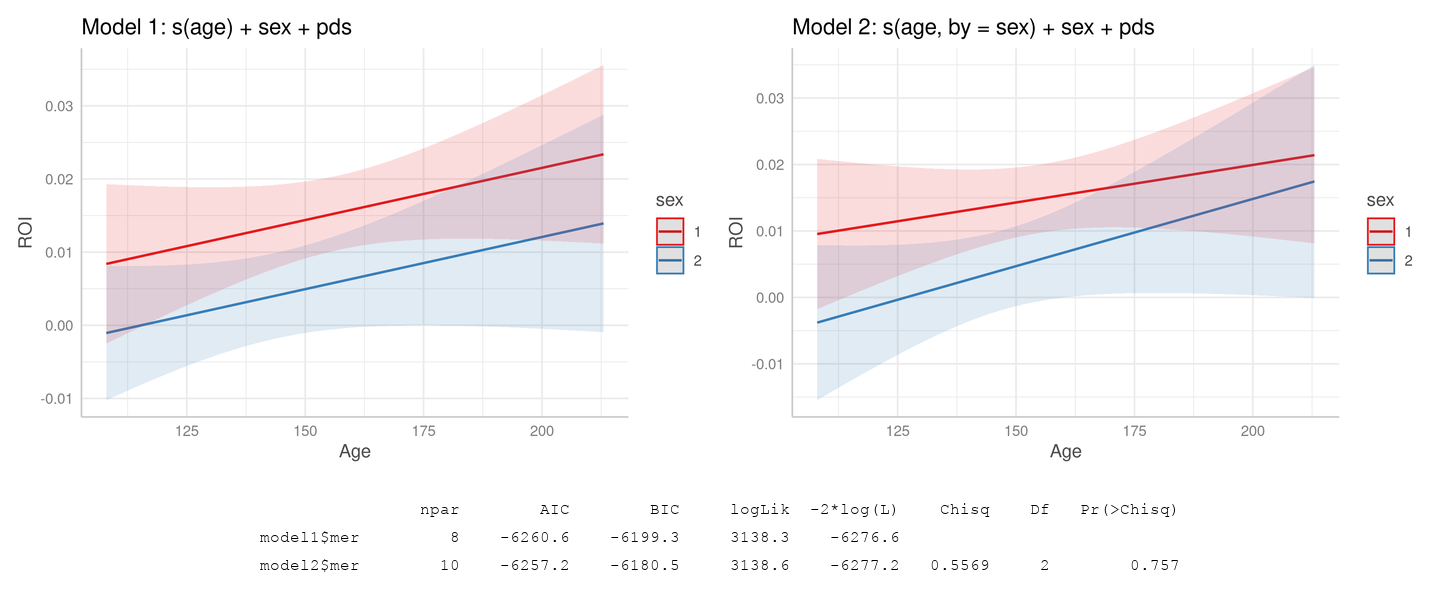 Model 1: s(age) + sex + pds
0.03
0.02
0.01
0.00
-0.01
ROI
125 150 175 200
Age
sex
1
2
Model 2: s(age, by = sex) + sex + pds
0.03
0.02
0.01
0.00
-0.01
ROI
125 150 175 200
Age
sex
1
2
npar AIC BIC logLik -2*log(L) Chisq Df Pr(>Chisq)
model1$mer 8 -6260.6 -6199.3 3138.3 -6276.6
model2$mer 10 -6257.2 -6180.5 3138.6 -6277.2 0.5569 2 0.757